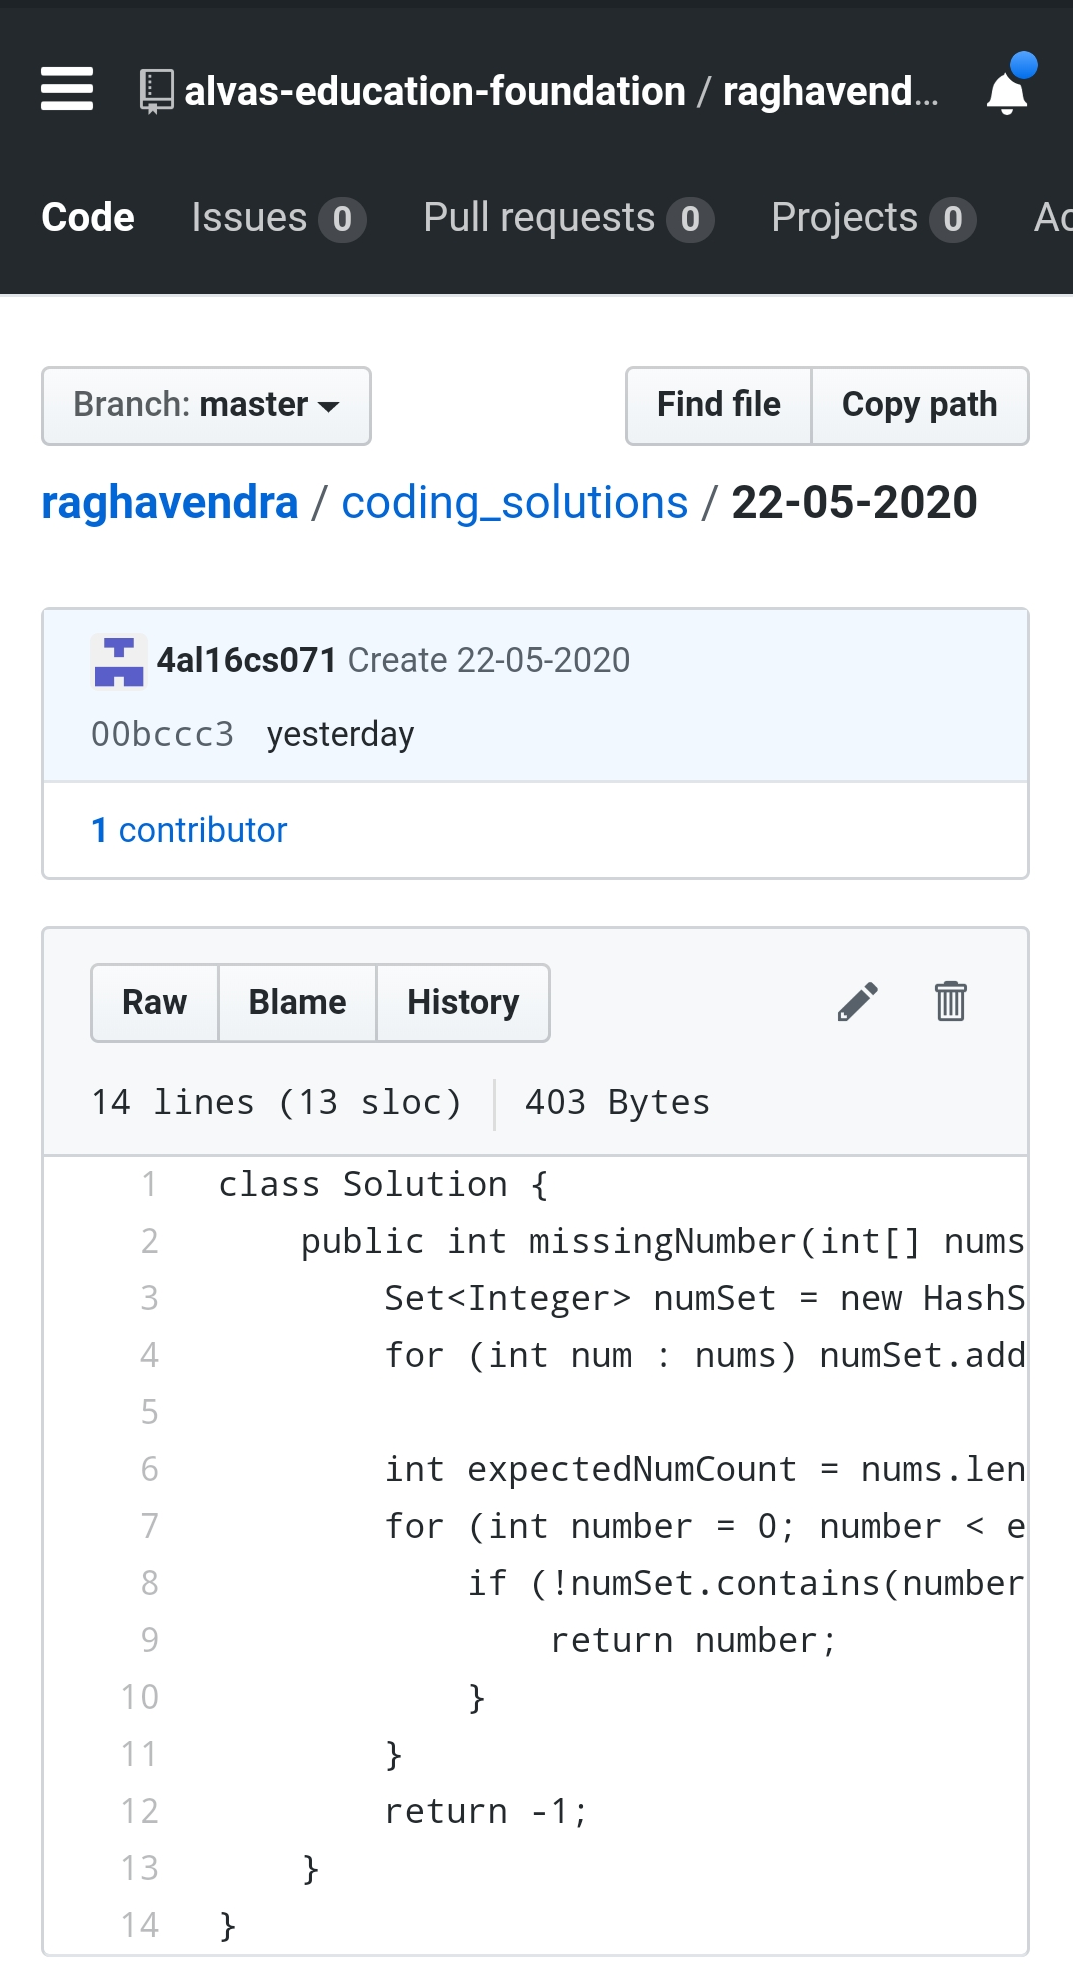 alvas-education-foundation / raghavend...
Code Issues 0 Pull requests 0 Projects 0 Ac
Branch: master Find file Copy path
raghavendra / coding_solutions / 22-05-2020
4al16cs071 Create 22-05-2020
00bccc3 yesterday
1 contributor
Raw Blame History
14 lines (13 sloc) 403 Bytes
1 class Solution {
2 public int missingNumber(int[] nums
3 Set<Integer> numSet = new HashS
4 for (int num : nums) numSet.add
5
6 int expectedNumCount = nums.len
7 for (int number = 0; number < e
8 if (!numSet.contains(number
9 return number;
10 }
11 }
12 return -1;
13 }
14 }